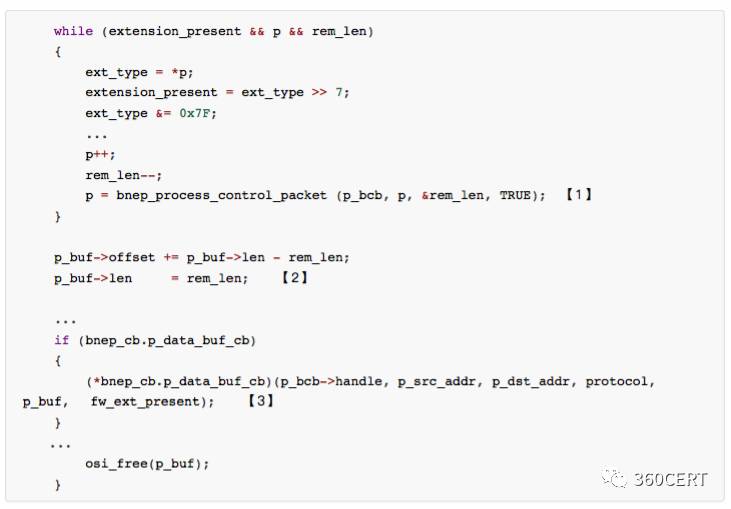 while (extension_present && p && rem_len)
{
ext_type = *p;
extension_present = ext_type >> 7;
ext_type &= 0x7F;
...
p++;
rem_len--;
p = bnep_process_control_packet (p_bcb, p, &rem_len, TRUE); 【1】
}
p_buf->offset += p_buf->len - rem_len;
p_buf->len = rem_len; 【2】
...
if (bnep_cb.p_data_buf_cb)
{
(*bnep_cb.p_data_buf_cb)(p_bcb->handle, p_src_addr, p_dst_addr, protocol,
p_buf, fw_ext_present); 【3】
}
...
osi_free(p_buf);
}
360CERT